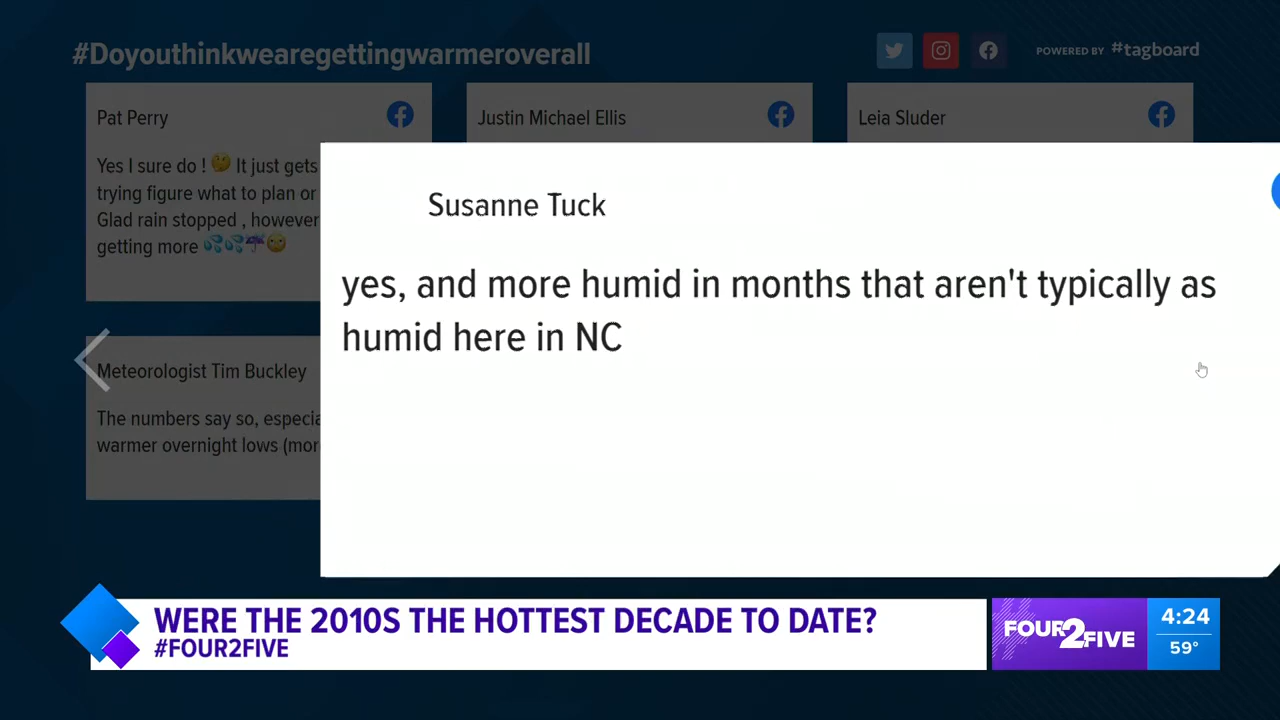 #Doyouthinkwearegettingwarmeroverall
POWERED BY #tagboard
Pat Perry
Yes I sure do ! 🤔 It just gets
trying figure what to plan or
Glad rain stopped , however
getting more 💦💦☔
Justin Michael Ellis
Leia Sluder
Susanne Tuck
yes, and more humid in months that aren't typically as
humid here in NC
Meteorologist Tim Buckley
The numbers say so, especia
warmer overnight lows (mor
WERE THE 2010S THE HOTTEST DECADE TO DATE?
#FOUR2FIVE
FOUR2FIVE
4:24
59°